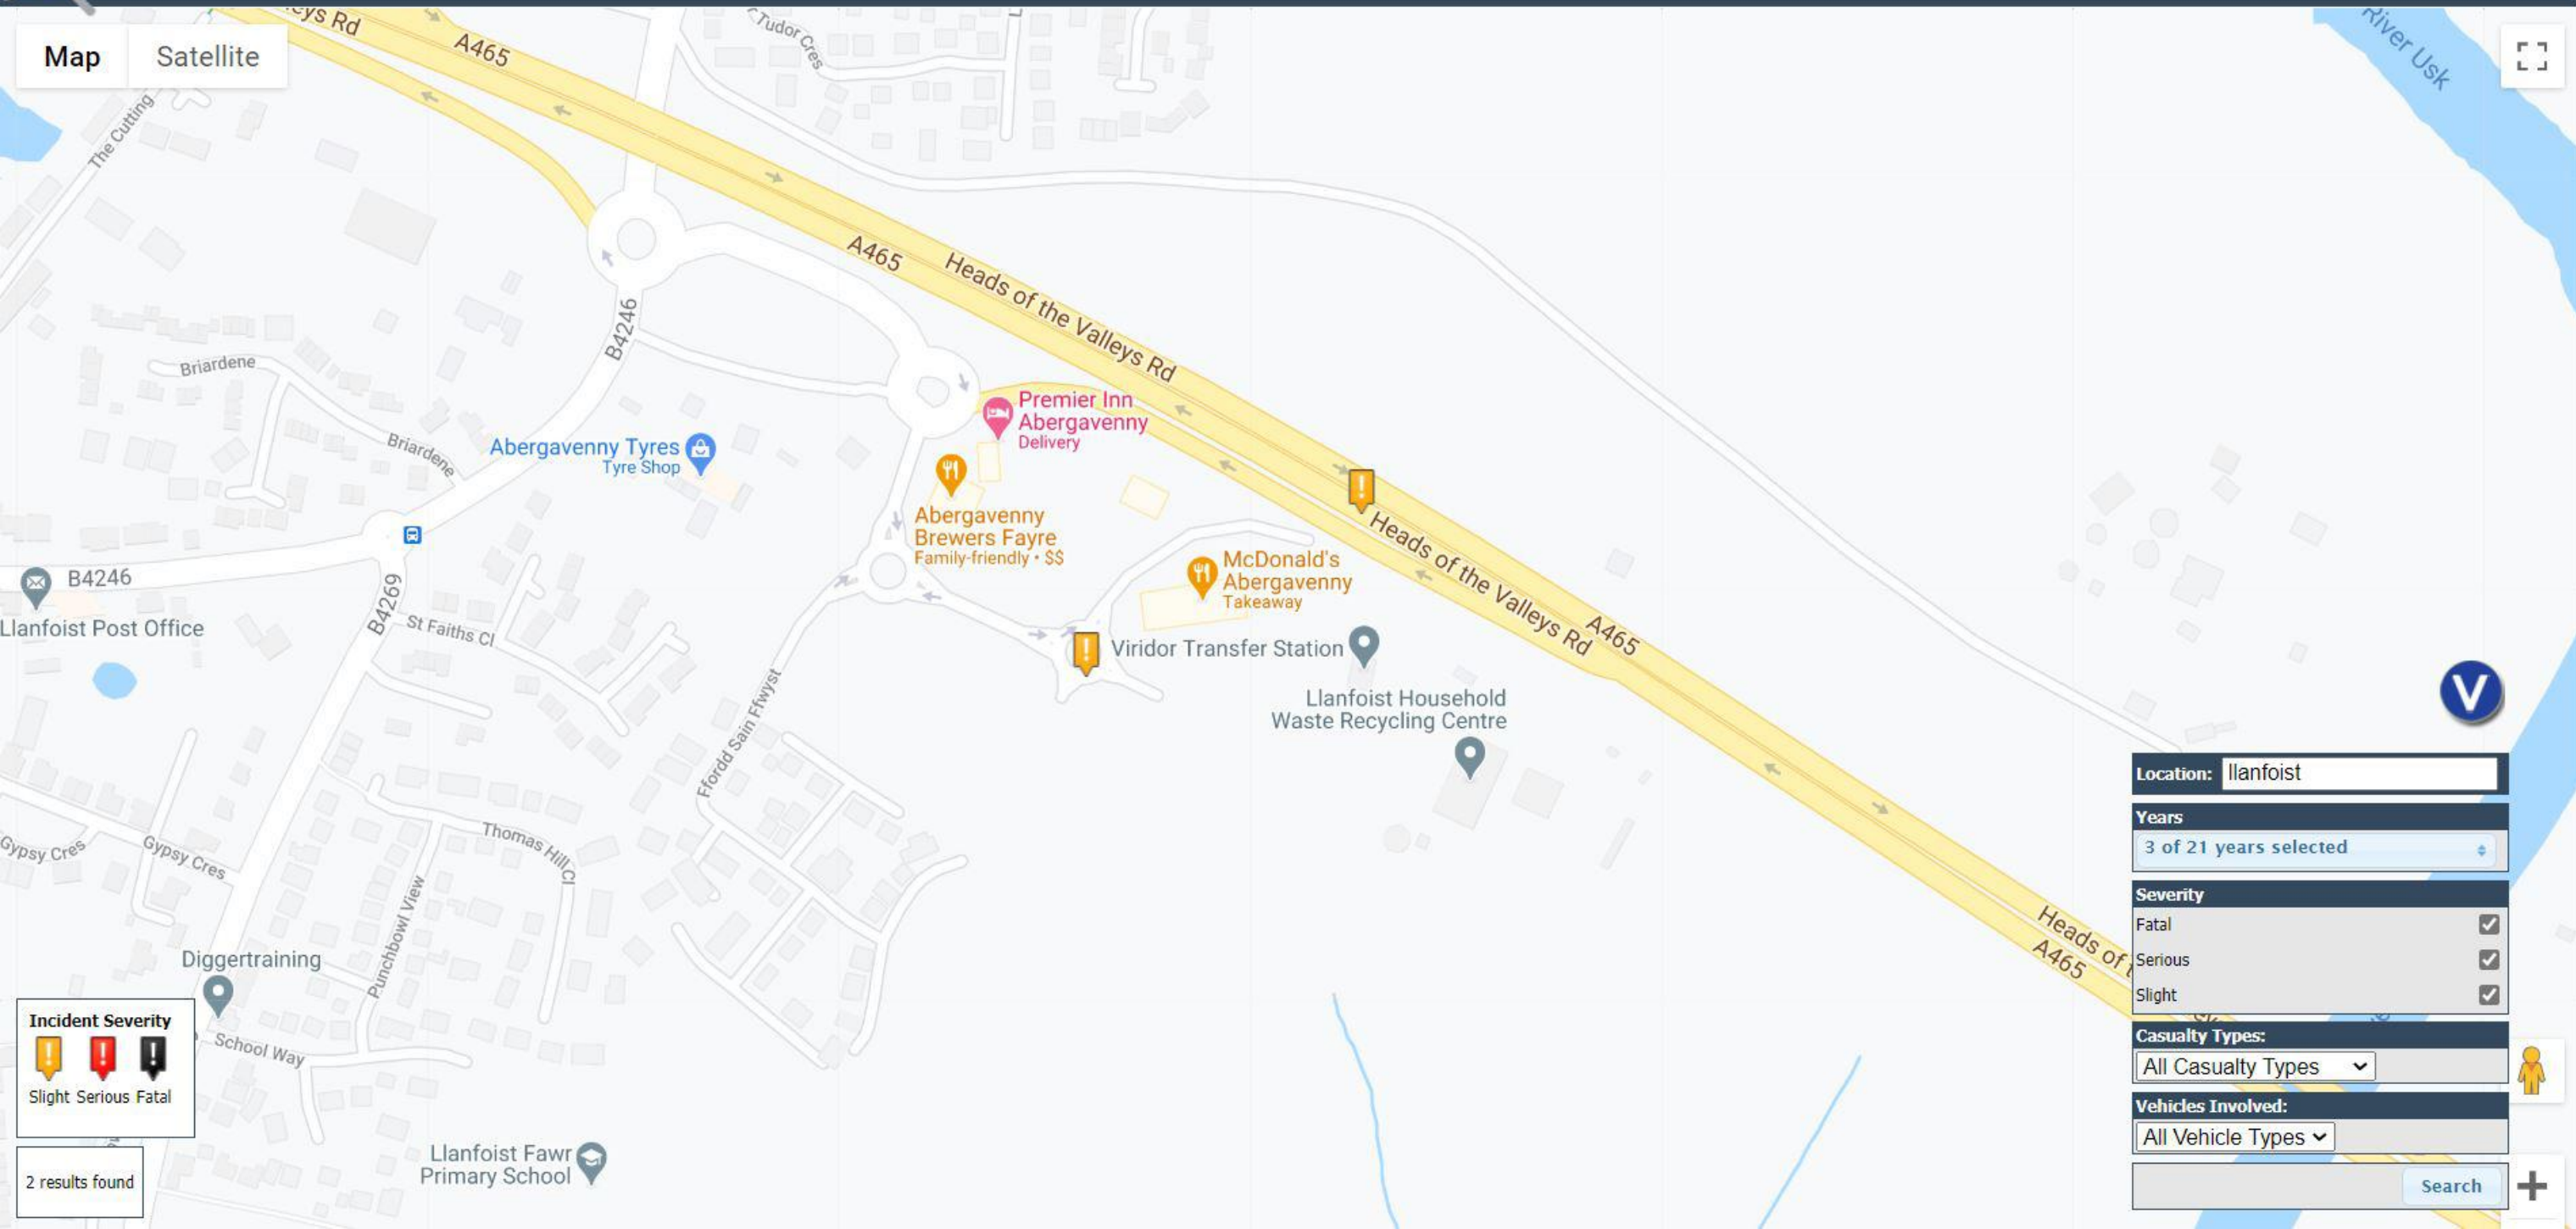 Map
Satellite
eys Rd
A465
Tudor Cres
River Usk
The Cutting
A465
Heads of the Valleys Rd
B4246
Briardene
Briardene
Premier Inn
Abergavenny
Delivery
Abergavenny Tyres
Tyre Shop
Abergavenny
Brewers Fayre
Family-friendly • $$
McDonald's
Abergavenny
Takeaway
Heads of the Valleys Rd
A465
B4246
B4269
St Faiths Cl
Llanfoist Post Office
Viridor Transfer Station
Llanfoist Household
Waste Recycling Centre
Ffordd Sain Ffwyst
Gypsy Cres
Gypsy Cres
Thomas Hill Cl
Punchbowl View
Diggertraining
School Way
Llanfoist Fawr
Primary School
Heads of t
A465
Incident Severity
Slight Serious Fatal
2 results found
V
Location: llanfoist
Years
3 of 21 years selected
Severity
Fatal
Serious
Slight
Casualty Types:
All Casualty Types
Vehicles Involved:
All Vehicle Types
Search